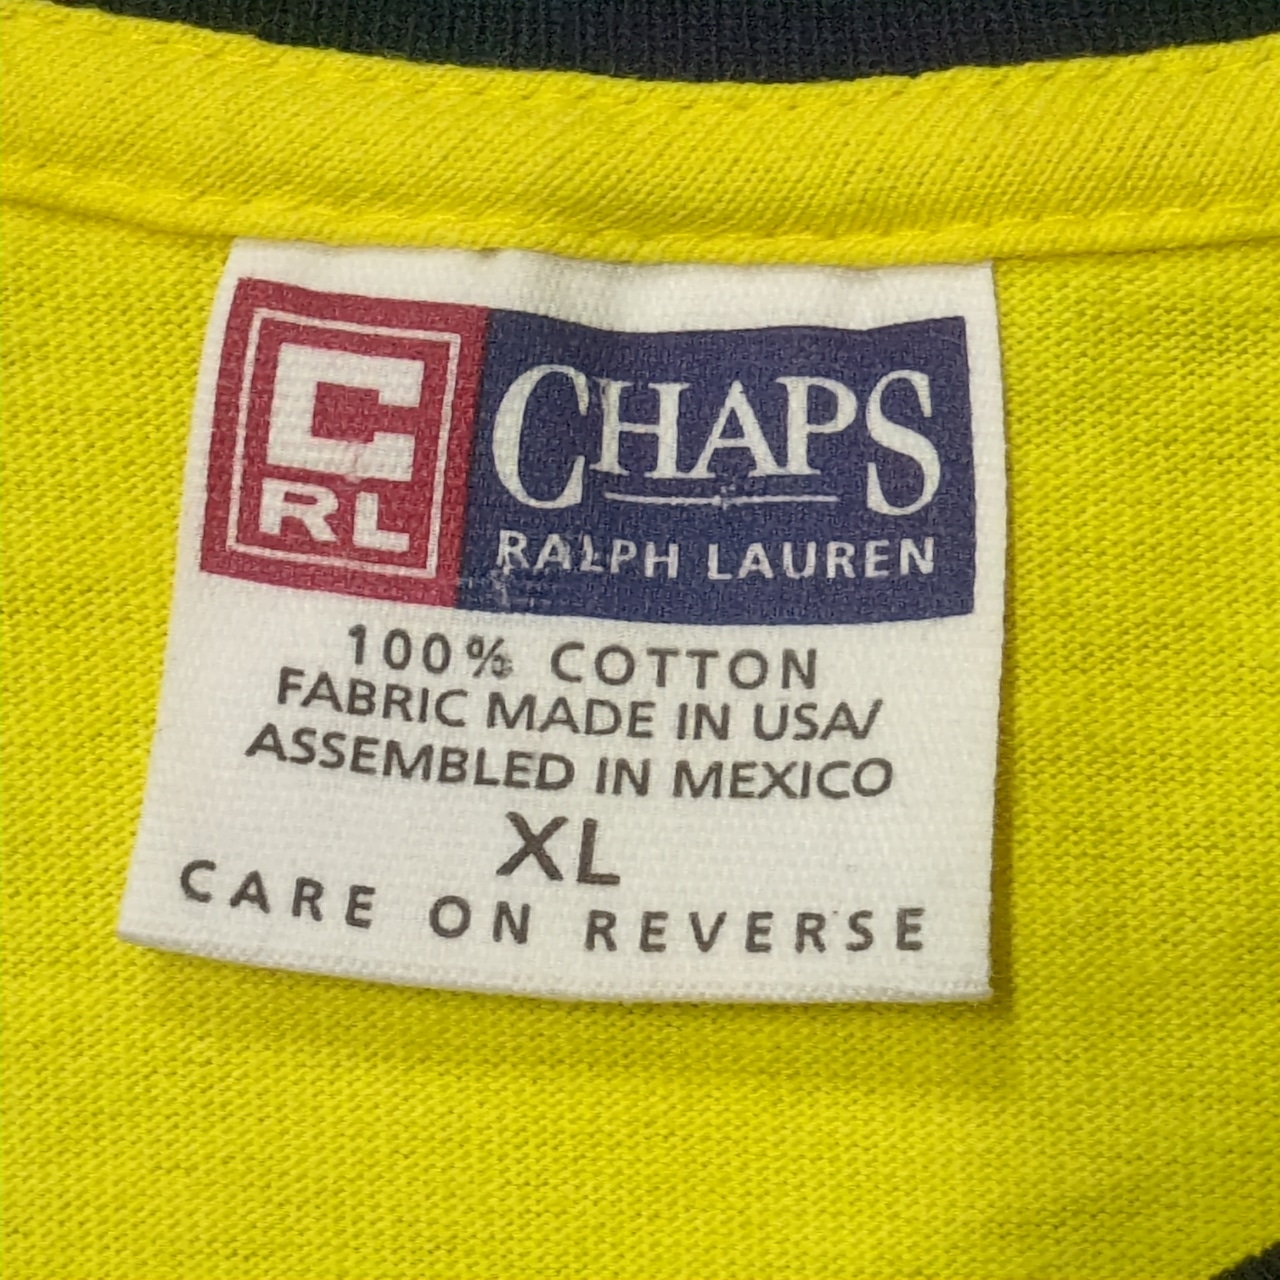 C
RL
CHAPS
RALPH LAUREN
100% COTTON
FABRIC MADE IN USA/
ASSEMBLED IN MEXICO
XL
CARE ON REVERSE